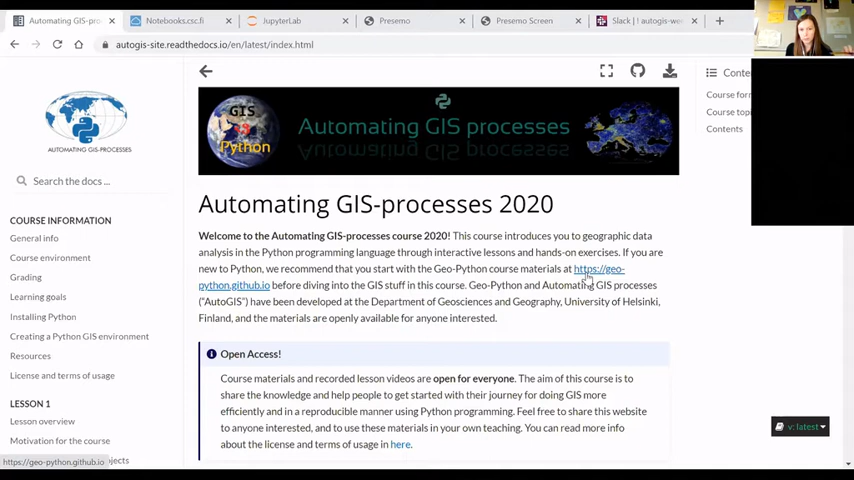 Automating GIS-p
Notebooks.csc.fi
JupyterLab
Presemo
Presemo Screen
Slack | ! autogis-we
autogis-site.readthedocs.io/en/latest/index.html
AUTOMATING GIS-PROCESSES
Search the docs ...
COURSE INFORMATION
General info
Course environment
Grading
Learning goals
Installing Python
Creating a Python GIS environment
Resources
License and terms of usage
LESSON 1
Lesson overview
Motivation for the course
https://geo-python.github.io
ojects
GIS
<3
Python
Automating GIS processes
Automating GIS-processes 2020
Welcome to the Automating GIS-processes course 2020! This course introduces you to geographic data
analysis in the Python programming language through interactive lessons and hands-on exercises. If you are
new to Python, we recommend that you start with the Geo-Python course materials at https://geo-
python.github.io before diving into the GIS stuff in this course. Geo-Python and Automating GIS processes
("AutoGIS") have been developed at the Department of Geosciences and Geography, University of Helsinki,
Finland, and the materials are openly available for anyone interested.
Open Access!
Course materials and recorded lesson videos are open for everyone. The aim of this course is to
share the knowledge and help people to get started with their journey for doing GIS more
efficiently and in a reproducible manner using Python programming. Feel free to share this website
to anyone interested, and to use these materials in your own teaching. You can read more info
about the license and terms of usage in here.
Conte
Course for
Course topi
Contents
v: latest